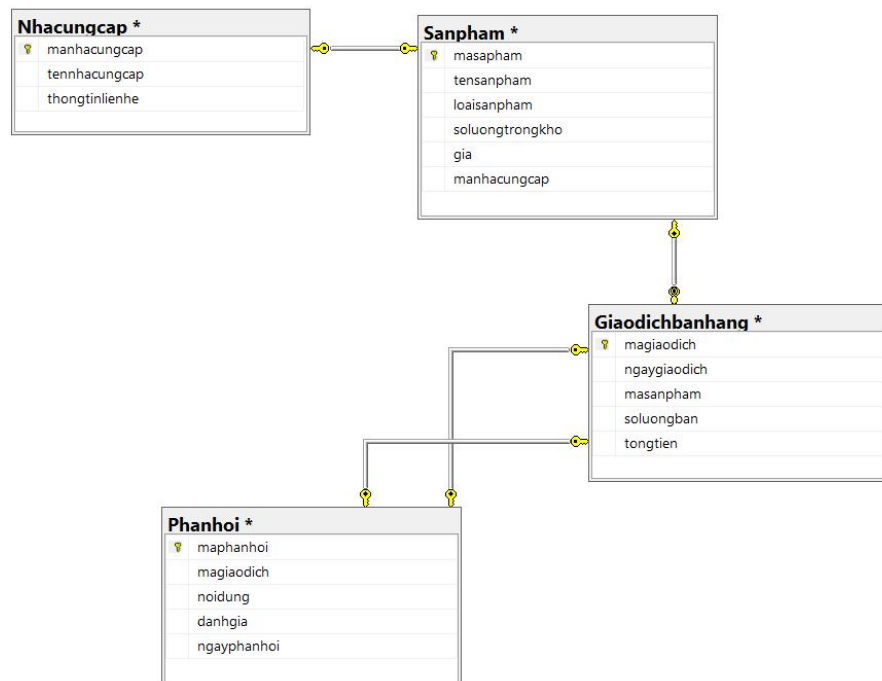 Nhacungcap *
manhacungcap
tennhacungcap
thongtinlienhe
Sanpham *
masapham
tensanpham
loaisanpham
soluongtrongkho
gia
manhacungcap
Giaodichbanhang *
magiaodich
ngaygiaodich
masanpham
soluongban
tongtien
Phanhoi *
maphanhoi
magiaodich
noidung
danhgia
ngayphanhoi